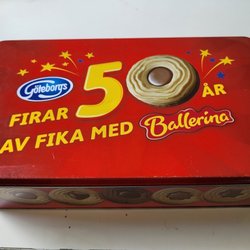 Göteborgs
FIRAR 50 ÅR
AV FIKA MED Ballerina